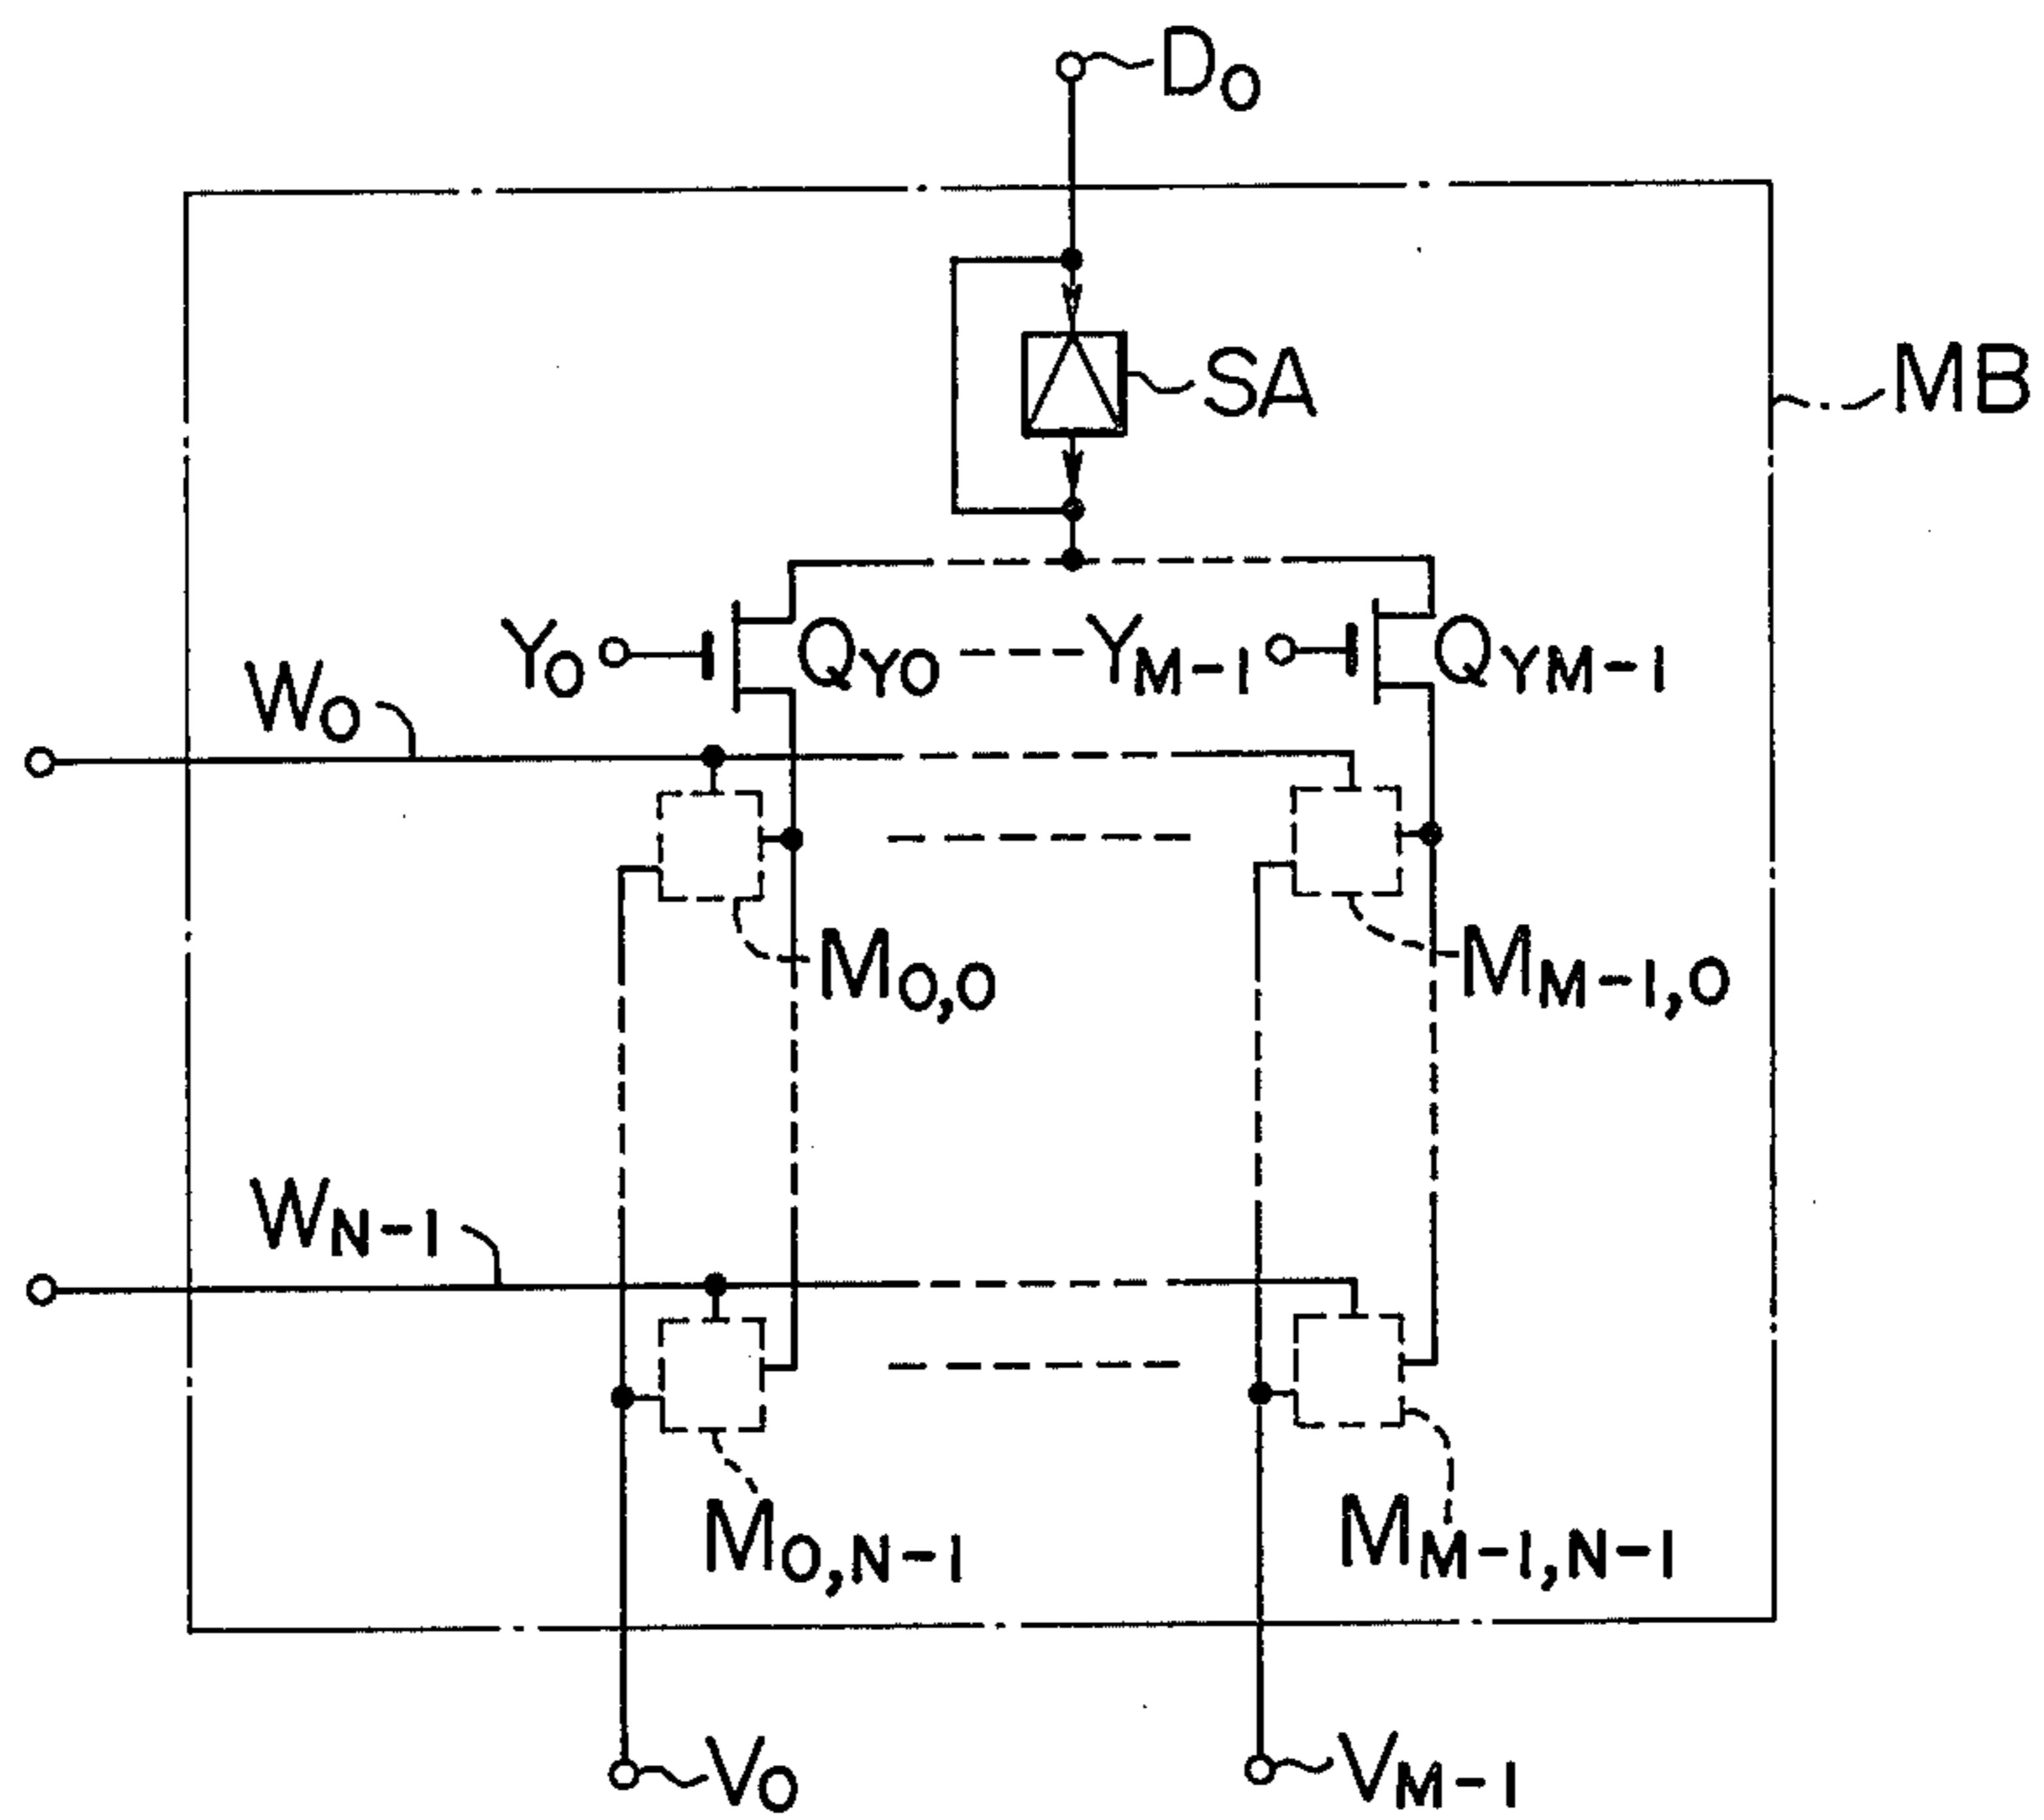 D0
SA
MB
Y0
QY0
YM-1
QYM-1
W0
M0,0
MM-1,0
WN-1
M0,N-1
MM-1,N-1
V0
VM-1